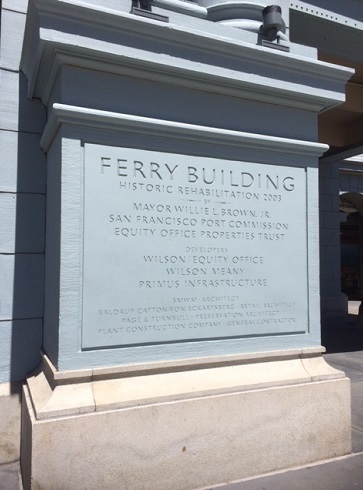 FERRY BUILDING
HISTORIC REHABILITATION 2003
BY
MAYOR WILLIE L. BROWN, JR.
SAN FRANCISCO PORT COMMISSION
EQUITY OFFICE PROPERTIES TRUST
DEVELOPERS
WILSON/EQUITY OFFICE
WILSON MEANY
PRIMUS INFRASTRUCTURE
SMWM · ARCHITECT
BALDAUF CATTON VON ECKARTSBERG · RETAIL ARCHITECT
PAGE & TURNBULL · PRESERVATION ARCHITECT
PLANT CONSTRUCTION COMPANY · GENERAL CONTRACTOR